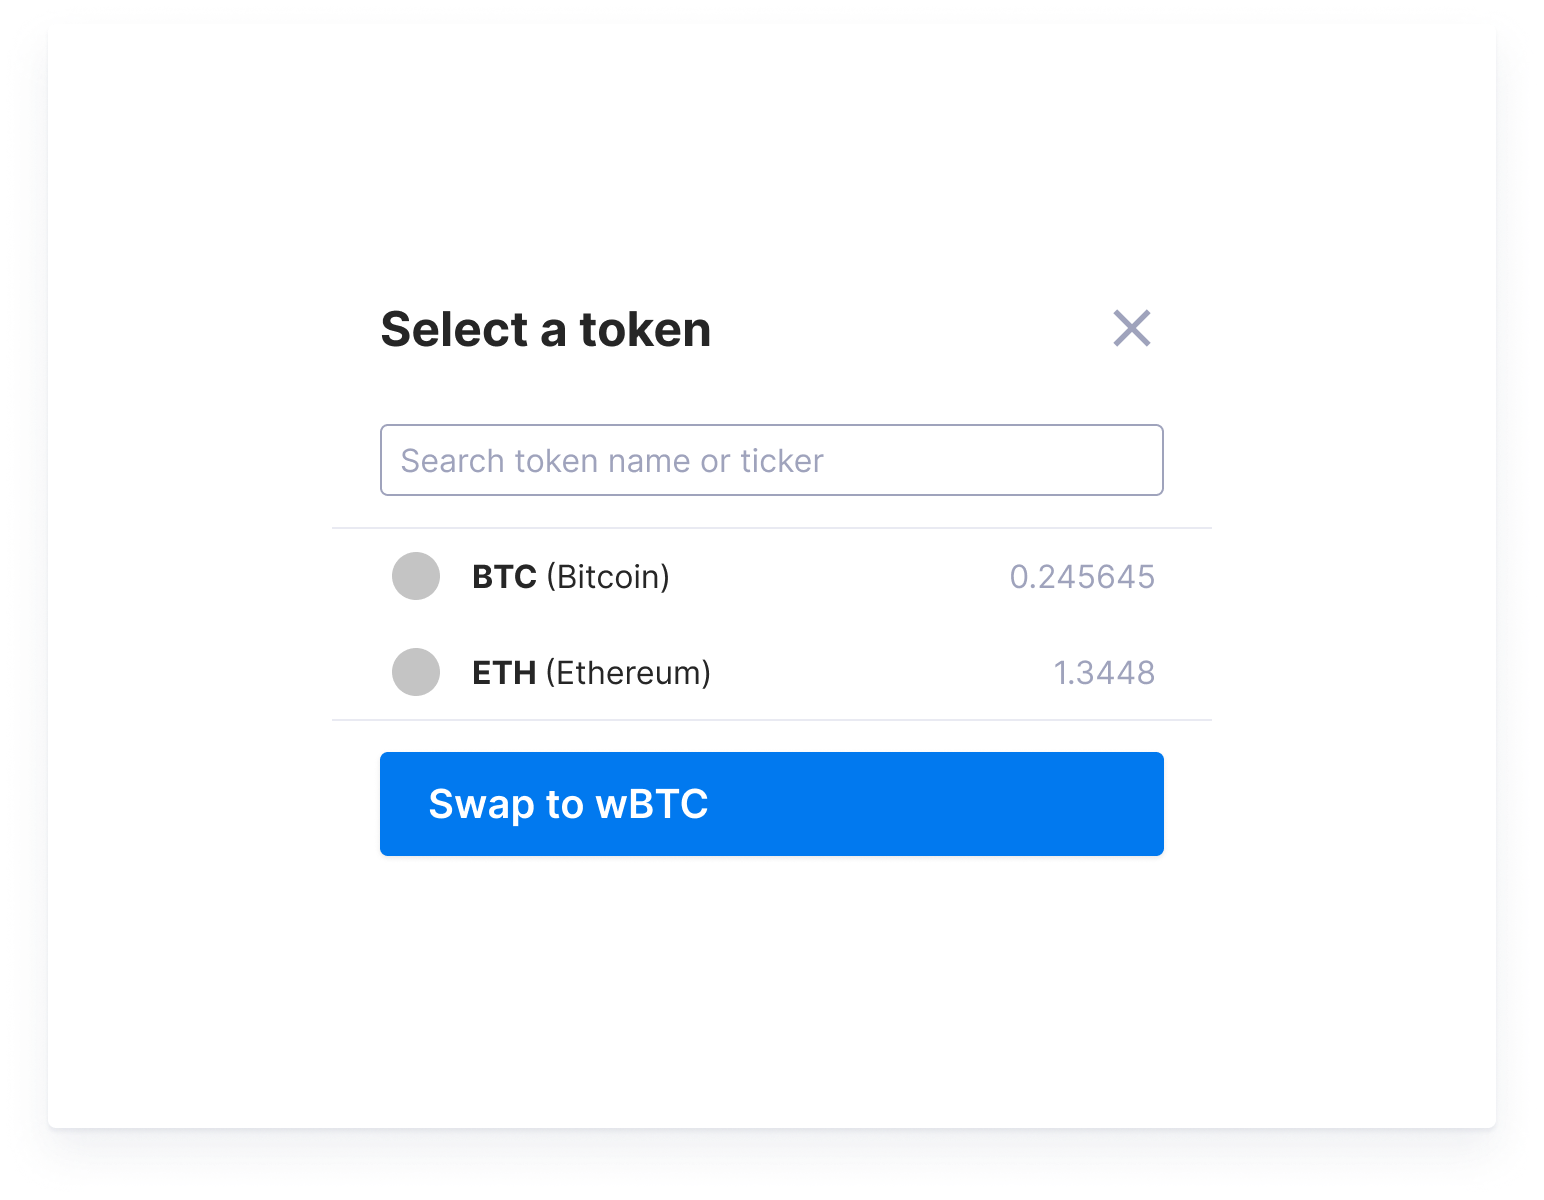 Select a token
Search token name or ticker
BTC (Bitcoin) 0.245645
ETH (Ethereum) 1.3448
Swap to wBTC